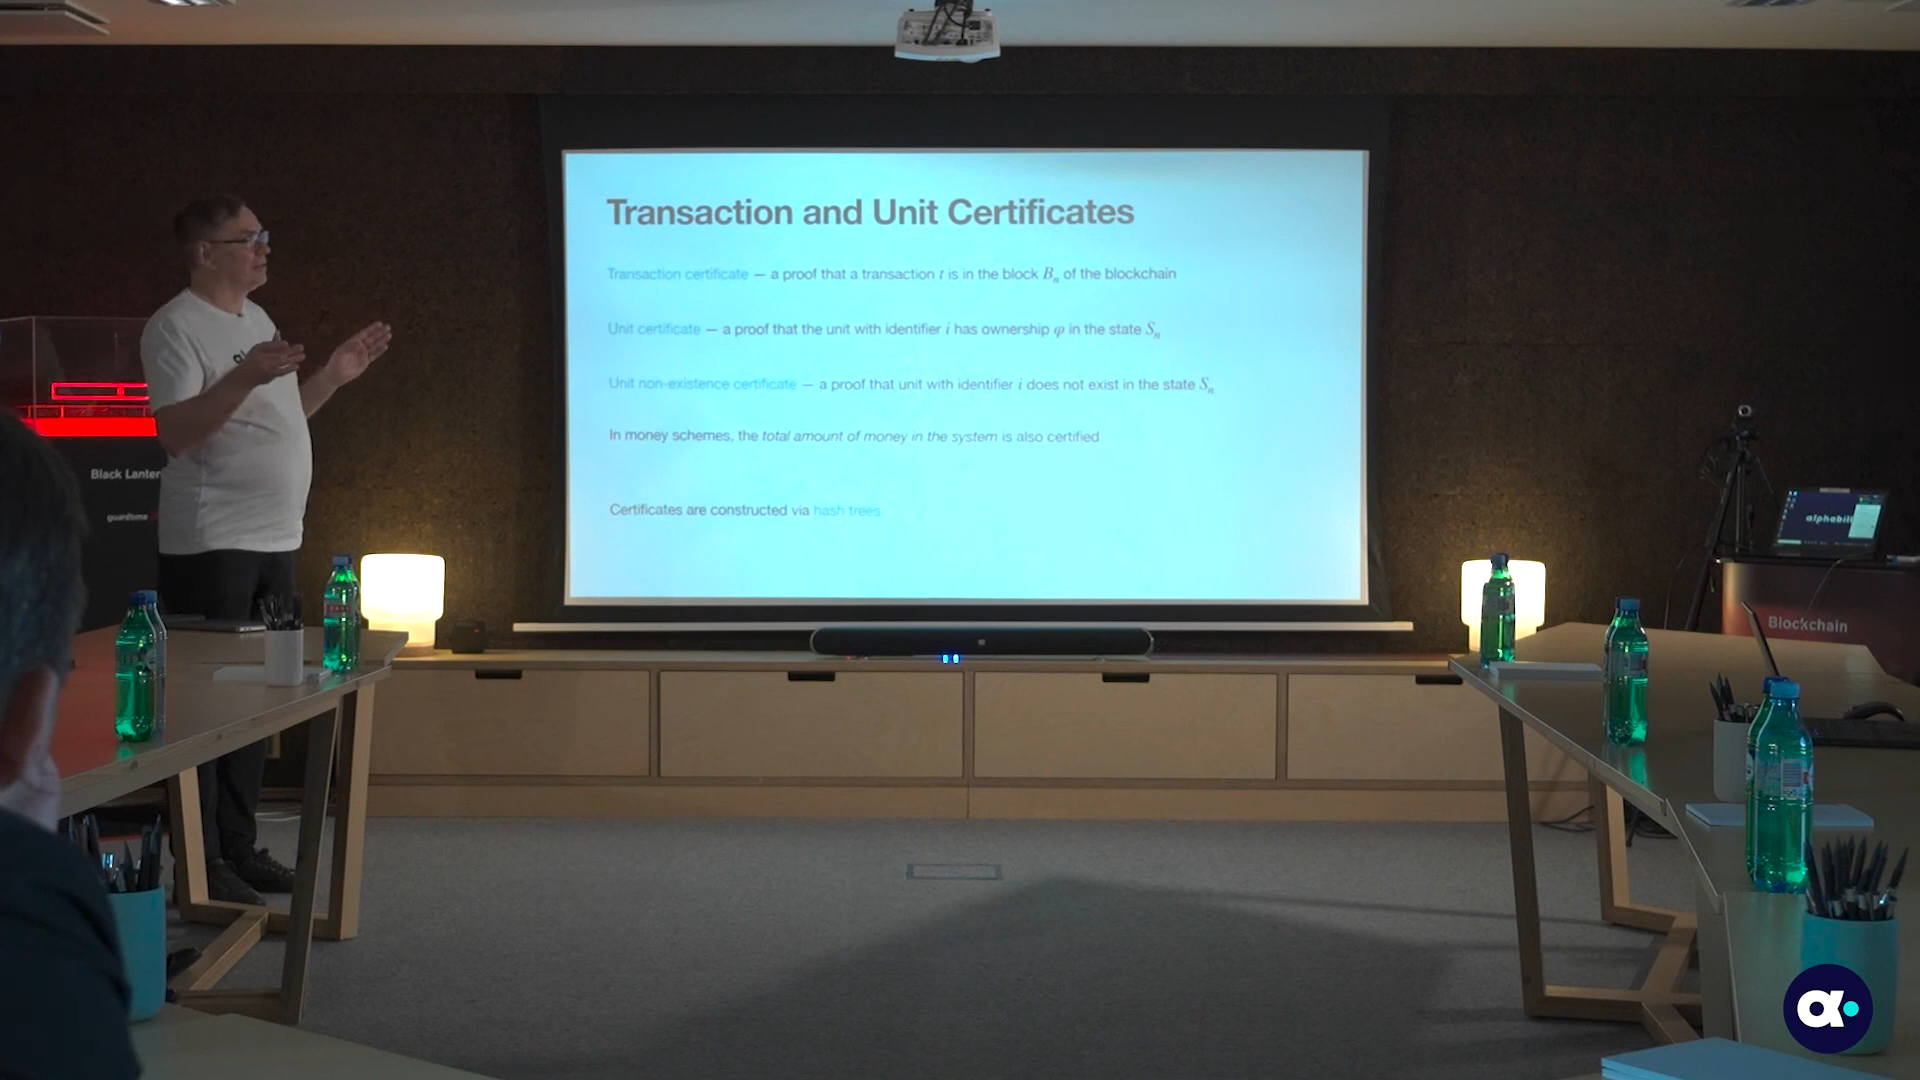 Transaction and Unit Certificates
Transaction certificate — a proof that a transaction t is in the block Bₙ of the blockchain
Unit certificate — a proof that the unit with identifier i has ownership φ in the state Sₙ
Unit non-existence certificate — a proof that unit with identifier i does not exist in the state Sₙ
In money schemes, the total amount of money in the system is also certified
Certificates are constructed via hash trees
Black Lanter
guardtime
alphabill
Blockchain